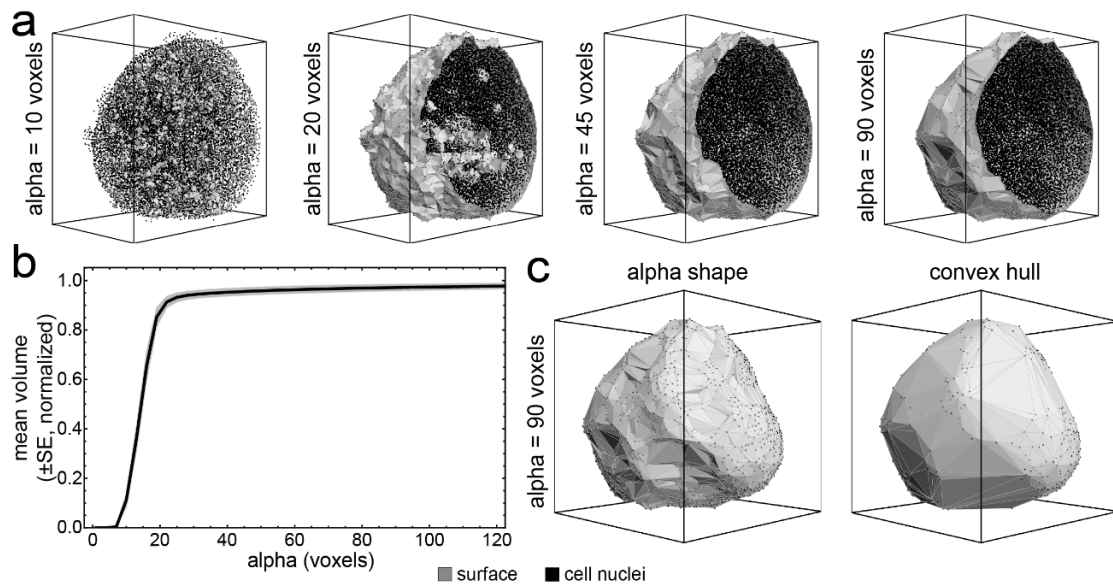 a
alpha = 10 voxels
alpha = 20 voxels
alpha = 45 voxels
alpha = 90 voxels
b
mean volume
(±SE, normalized)
1.0
0.8
0.6
0.4
0.2
0.0
0 20 40 60 80 100 120
alpha (voxels)
c
alpha shape convex hull
alpha = 90 voxels
surface cell nuclei